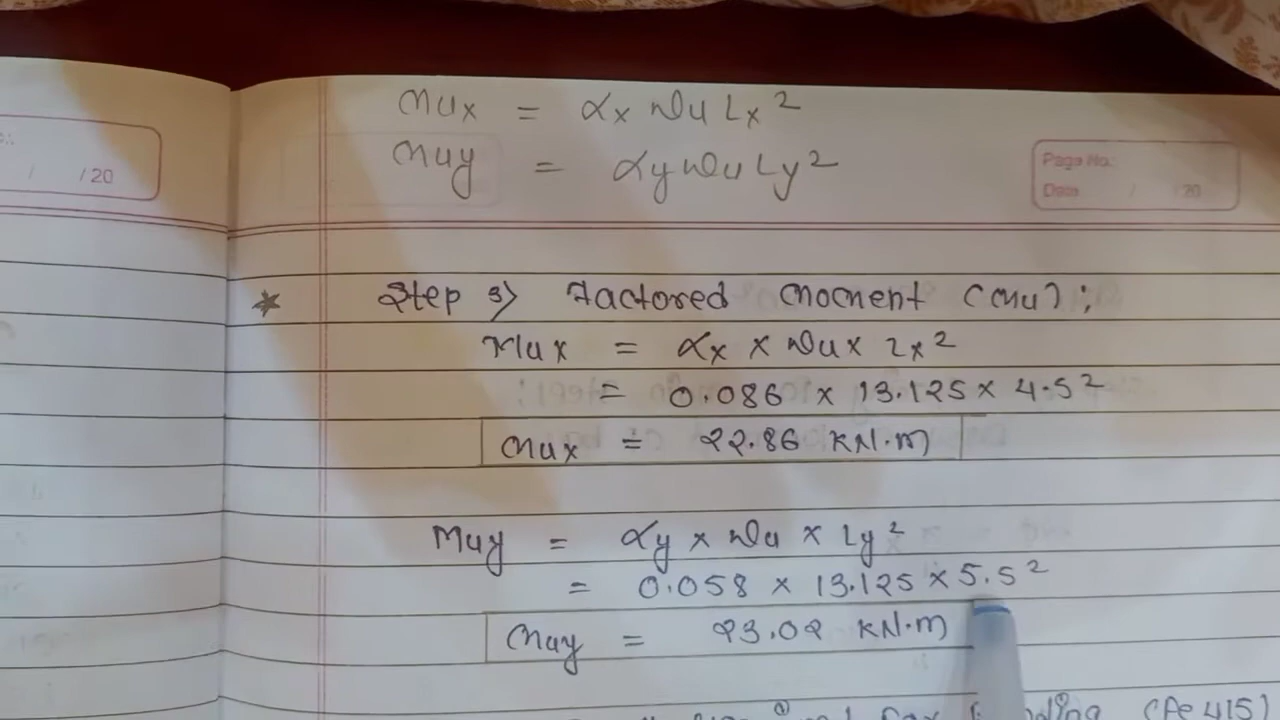 Mux = αx Wu Lx²
Muy = αy Wu Ly²
/ /20
Page No.:
Date / /20
* Step 3) Factored Moment (Mu):
Mux = αx × Wu × lx²
= 0.086 × 13.125 × 4.5²
Mux = 22.86 KN.m
Muy = αy × Wu × Ly²
= 0.058 × 13.125 × 5.5²
Muy = 23.02 KN.m
(Fe 415)